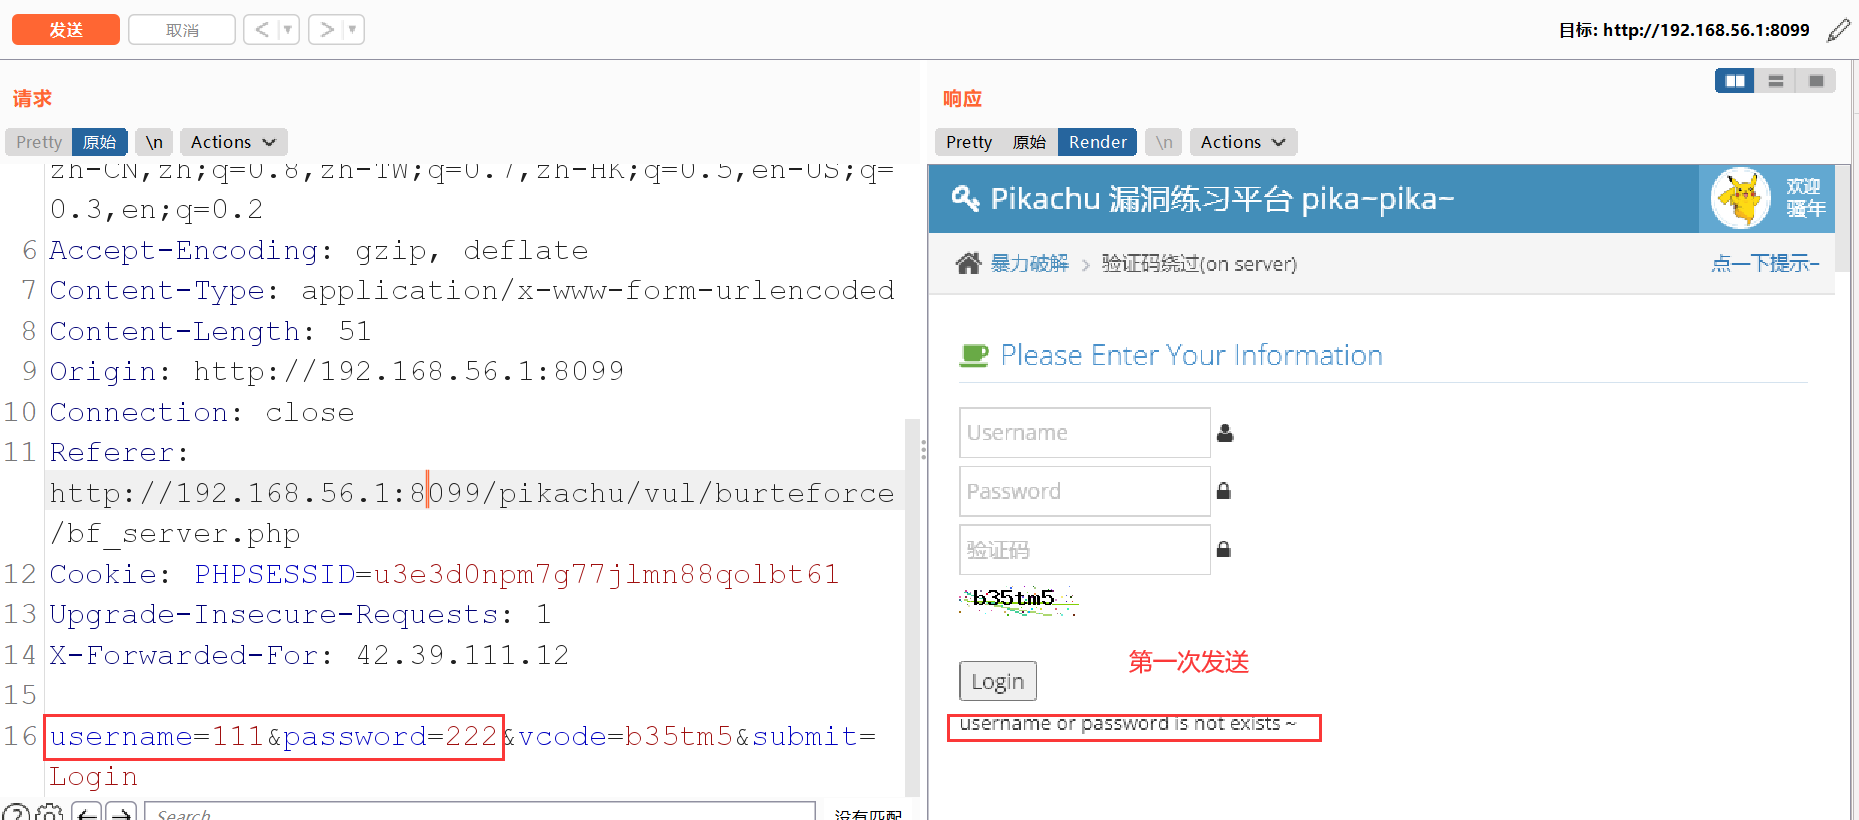 发送
取消
<
>
目标: http://192.168.56.1:8099
请求
Pretty
原始
\n
Actions
zh-CN,zh;q=0.8,zh-TW;q=0.7,zh-HK;q=0.5,en-US;q=
0.3,en;q=0.2
6 Accept-Encoding: gzip, deflate
7 Content-Type: application/x-www-form-urlencoded
8 Content-Length: 51
9 Origin: http://192.168.56.1:8099
10 Connection: close
11 Referer:
http://192.168.56.1:8099/pikachu/vul/burteforce
/bf_server.php
12 Cookie: PHPSESSID=u3e3d0npm7g77jlmn88qolbt61
13 Upgrade-Insecure-Requests: 1
14 X-Forwarded-For: 42.39.111.12
15
16 username=111&password=222&vcode=b35tm5&submit=
Login
Search...
没有匹配
响应
Pretty
原始
Render
\n
Actions
Pikachu 漏洞练习平台 pika~pika~
欢迎
骚年
暴力破解 > 验证码绕过(on server)
点一下提示~
Please Enter Your Information
Username
Password
验证码
b35tm5
第一次发送
Login
username or password is not exists ~